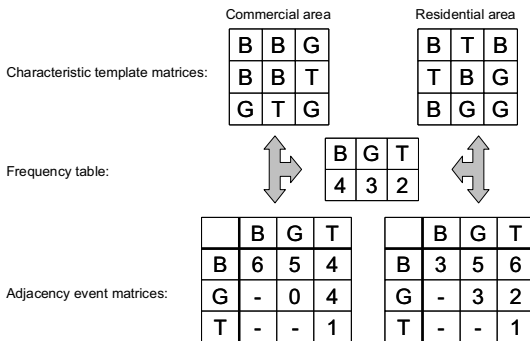 Commercial area Residential area
Characteristic template matrices:
B B G
B B T
G T G
B T B
T B G
B G G
Frequency table:
B G T
4 3 2
Adjacency event matrices:
B G T
B 6 5 4
G - 0 4
T - - 1
B G T
B 3 5 6
G - 3 2
T - - 1